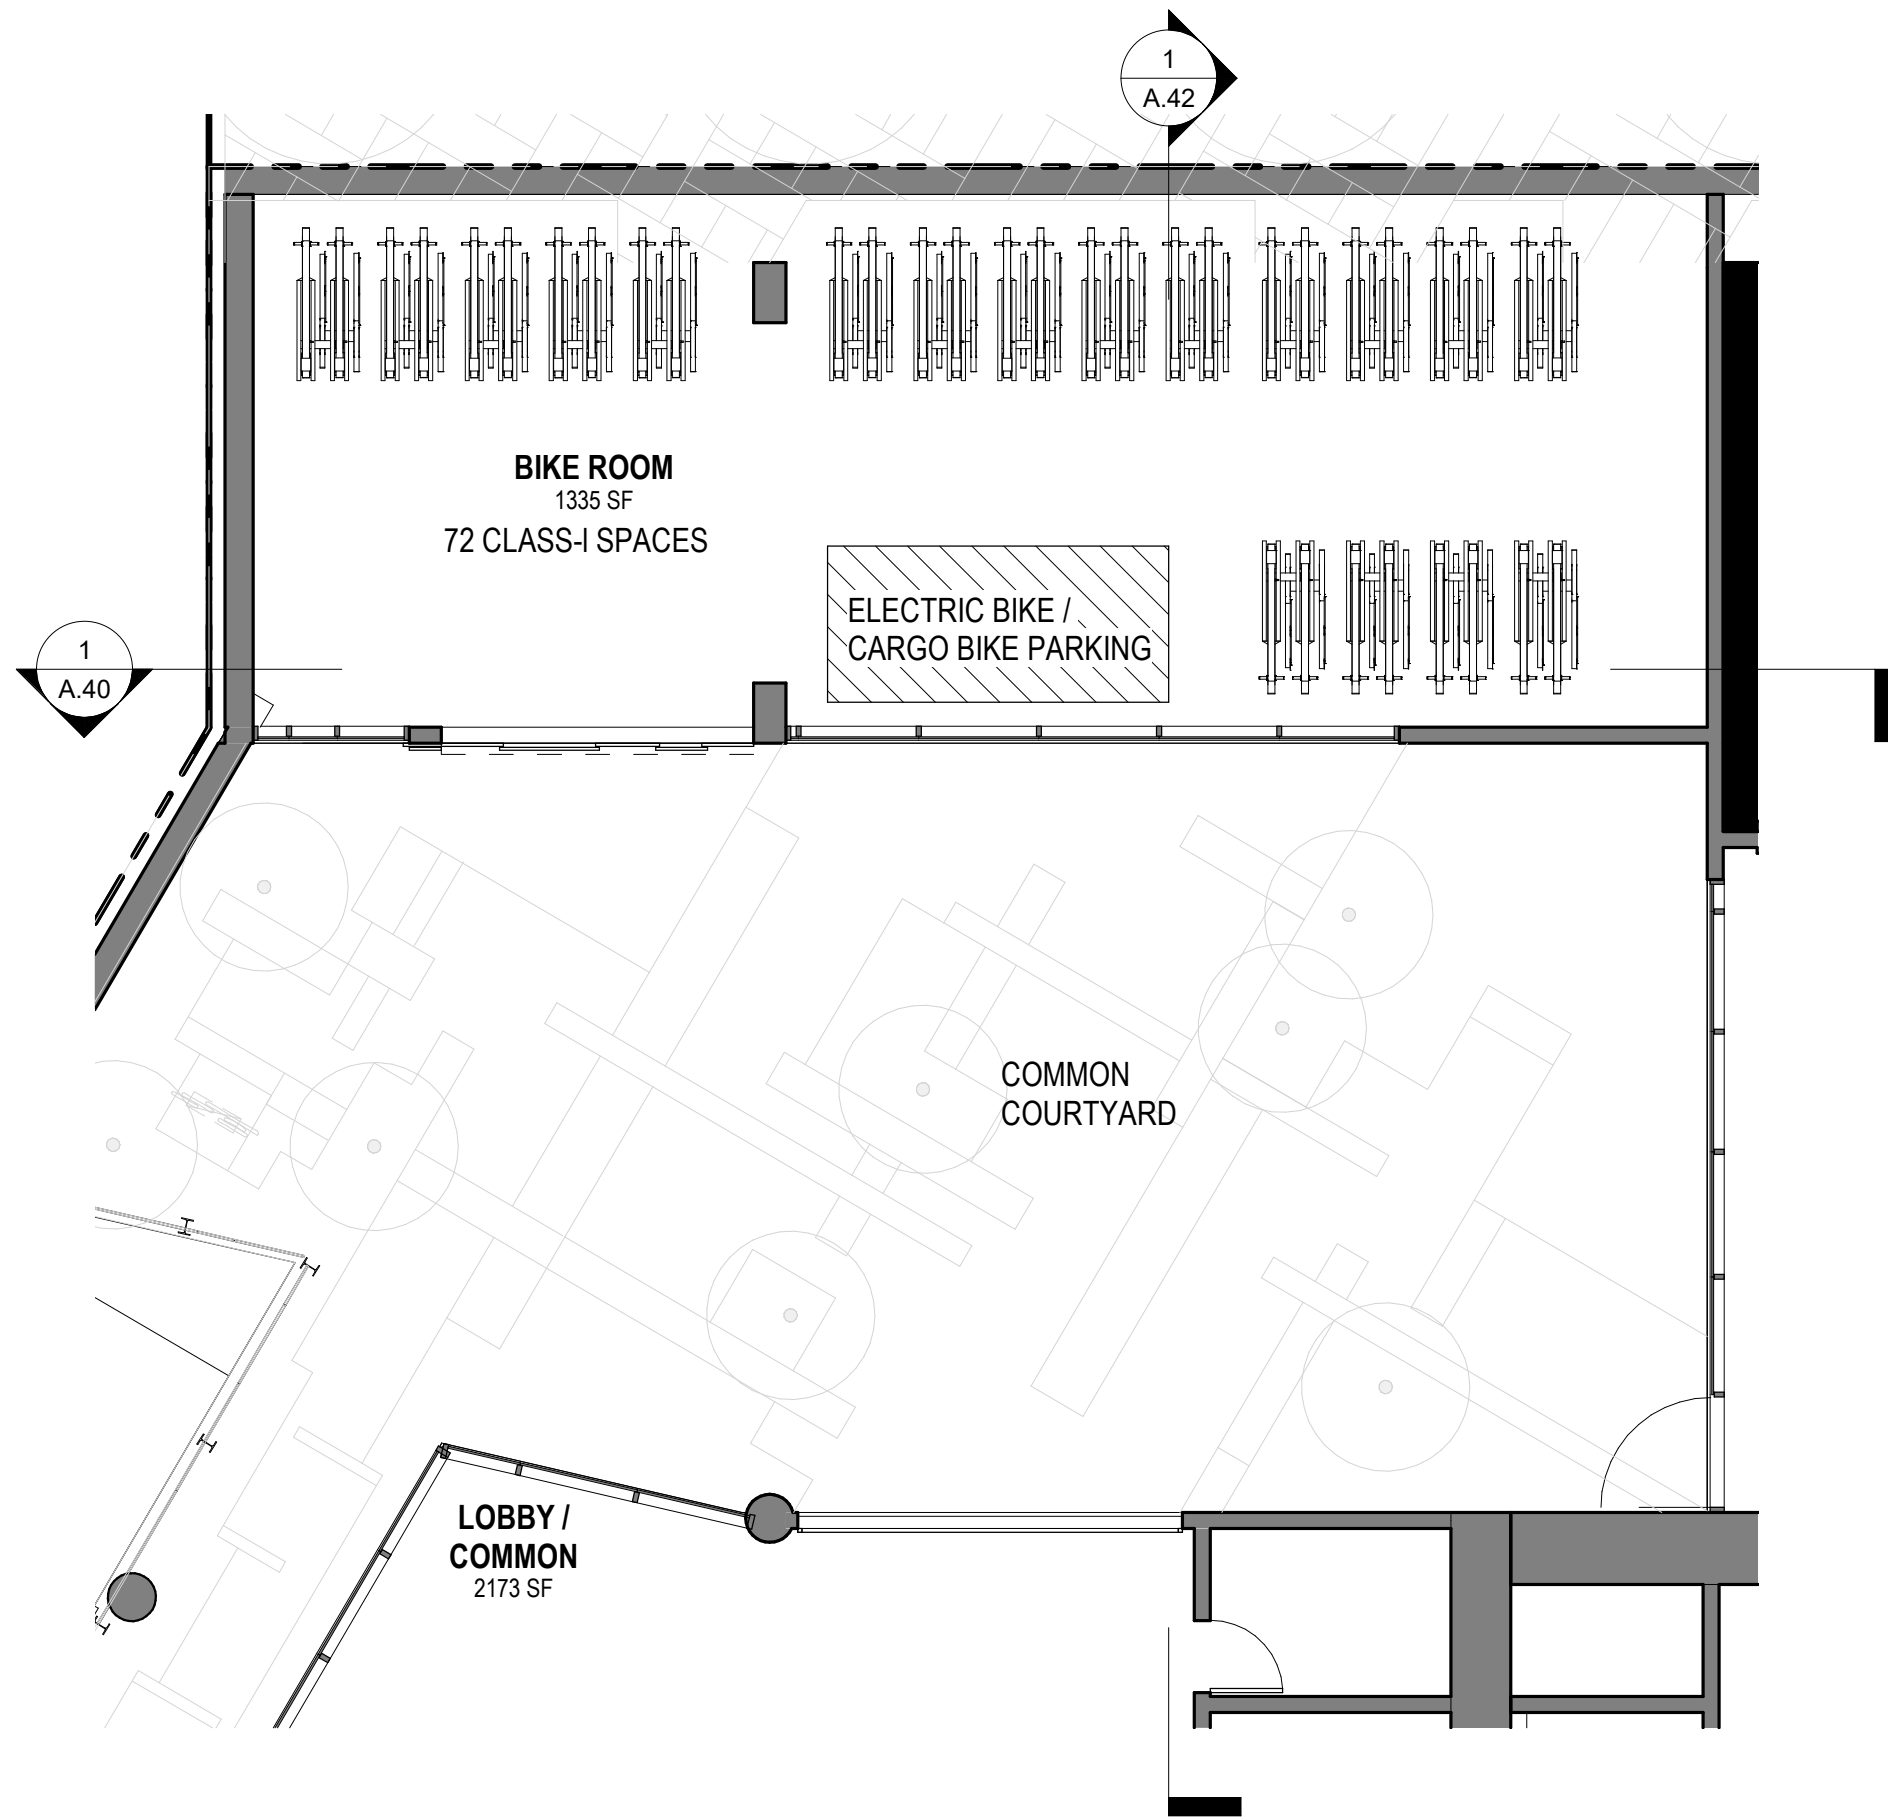 1
A.42
BIKE ROOM
1335 SF
72 CLASS-I SPACES
ELECTRIC BIKE /
CARGO BIKE PARKING
1
A.40
COMMON
COURTYARD
LOBBY /
COMMON
2173 SF